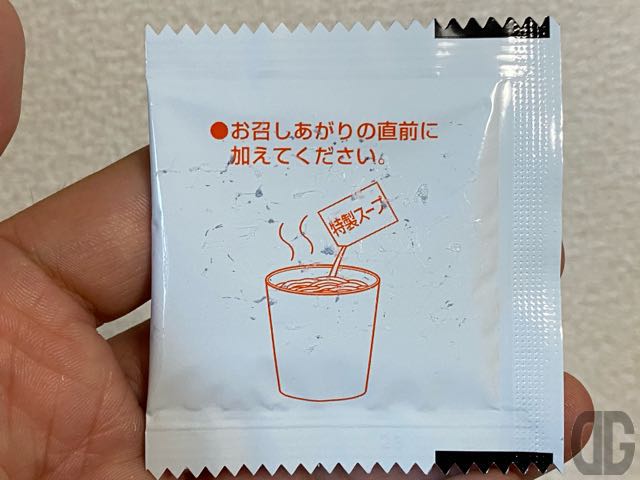 ●お召しあがりの直前に
加えてください。
特製スープ
DG